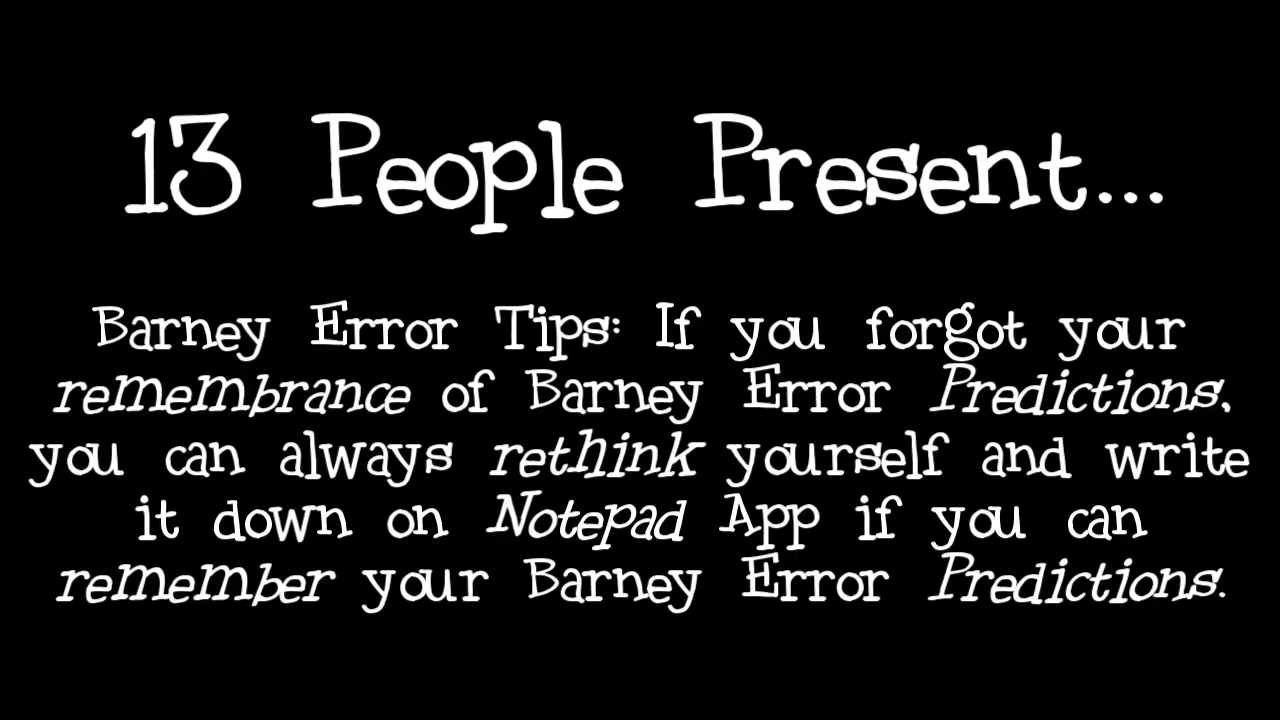 13 People Present...
Barney Error Tips: If you forgot your
remembrance of Barney Error Predictions,
you can always rethink yourself and write
it down on Notepad App if you can
remember your Barney Error Predictions.